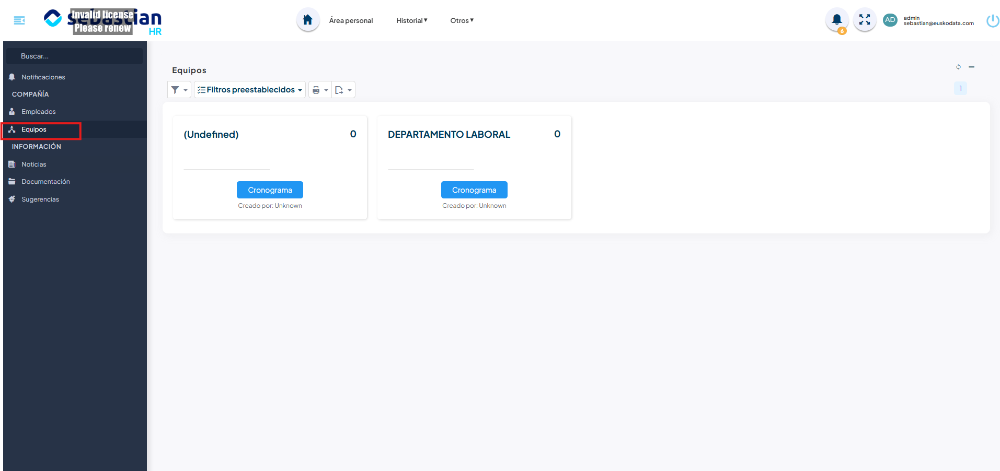 sebastian
HR
Invalid license
Please renew
Área personal
Historial
Otros
6
AD
admin
sebastian@euskodata.com
Buscar...
Notificaciones
COMPAÑÍA
Empleados
Equipos
INFORMACIÓN
Noticias
Documentación
Sugerencias
Equipos
Filtros preestablecidos
1
(Undefined) 0
Cronograma
Creado por: Unknown
DEPARTAMENTO LABORAL 0
Cronograma
Creado por: Unknown